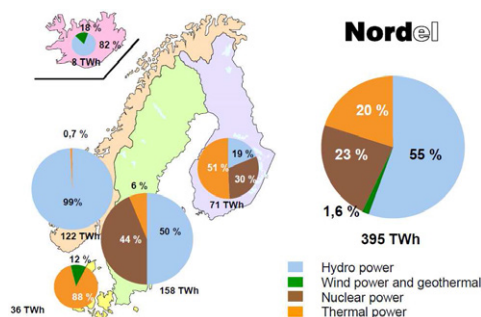 18 %
82 %
8 TWh
Nordel
0,7 %
99%
122 TWh
6 %
44 %
50 %
158 TWh
19 %
51 %
30 %
71 TWh
12 %
88 %
36 TWh
20 %
23 %
55 %
1,6 %
395 TWh
Hydro power
Wind power and geothermal
Nuclear power
Thermal power